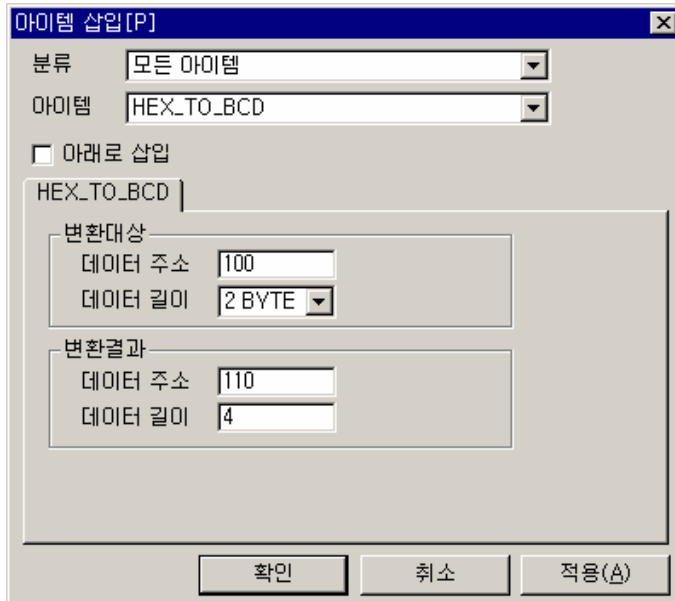 아이템 삽입[P]
분류 모든 아이템
아이템 HEX_TO_BCD
아래로 삽입
HEX_TO_BCD
변환대상
데이터 주소 100
데이터 길이 2 BYTE
변환결과
데이터 주소 110
데이터 길이 4
확인 취소 적용(A)